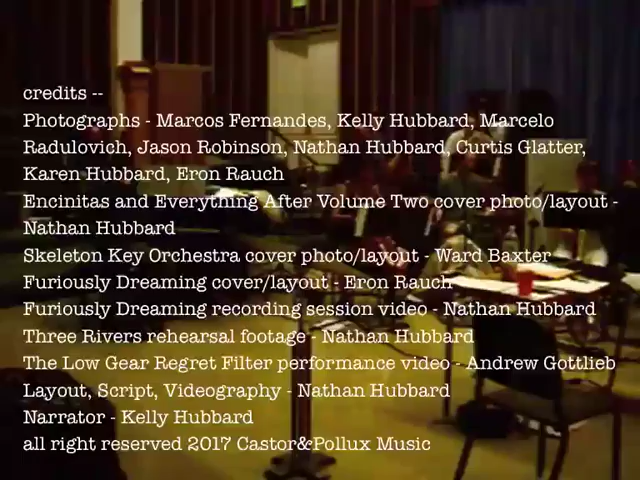 credits --
Photographs - Marcos Fernandes, Kelly Hubbard, Marcelo
Radulovich, Jason Robinson, Nathan Hubbard, Curtis Glatter,
Karen Hubbard, Eron Rauch
Encinitas and Everything After Volume Two cover photo/layout -
Nathan Hubbard
Skeleton Key Orchestra cover photo/layout - Ward Baxter
Furiously Dreaming cover/layout - Eron Rauch
Furiously Dreaming recording session video - Nathan Hubbard
Three Rivers rehearsal footage - Nathan Hubbard
The Low Gear Regret Filter performance video - Andrew Gottlieb
Layout, Script, Videography - Nathan Hubbard
Narrator - Kelly Hubbard
all right reserved 2017 Castor&Pollux Music